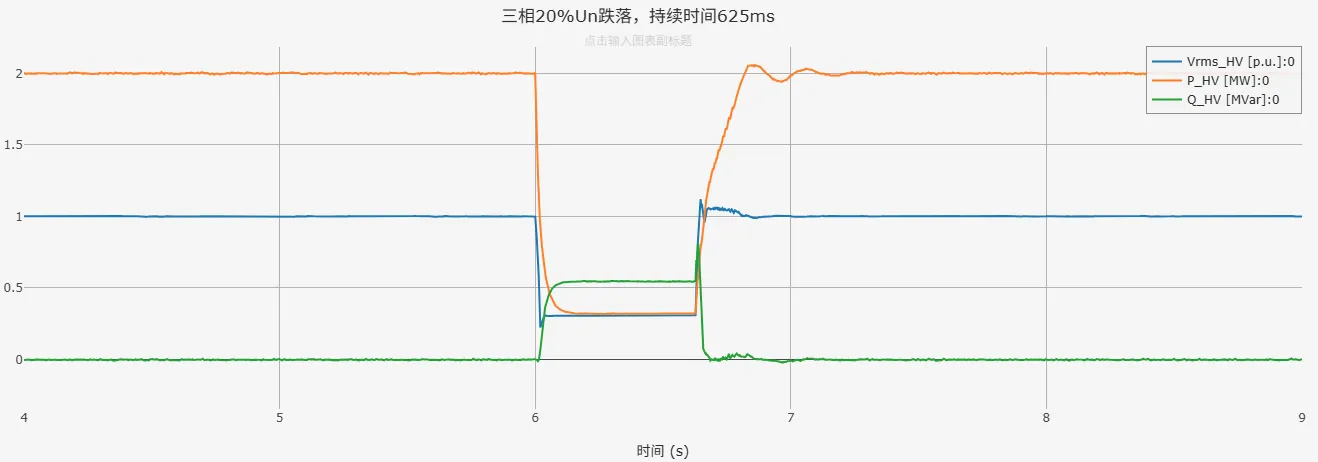 三相20%Un跌落，持续时间625ms
点击输入图表副标题
Vrms_HV [p.u.]:0
P_HV [MW]:0
Q_HV [MVar]:0
2
1.5
1
0.5
0
4 5 6 7 8 9
时间 (s)